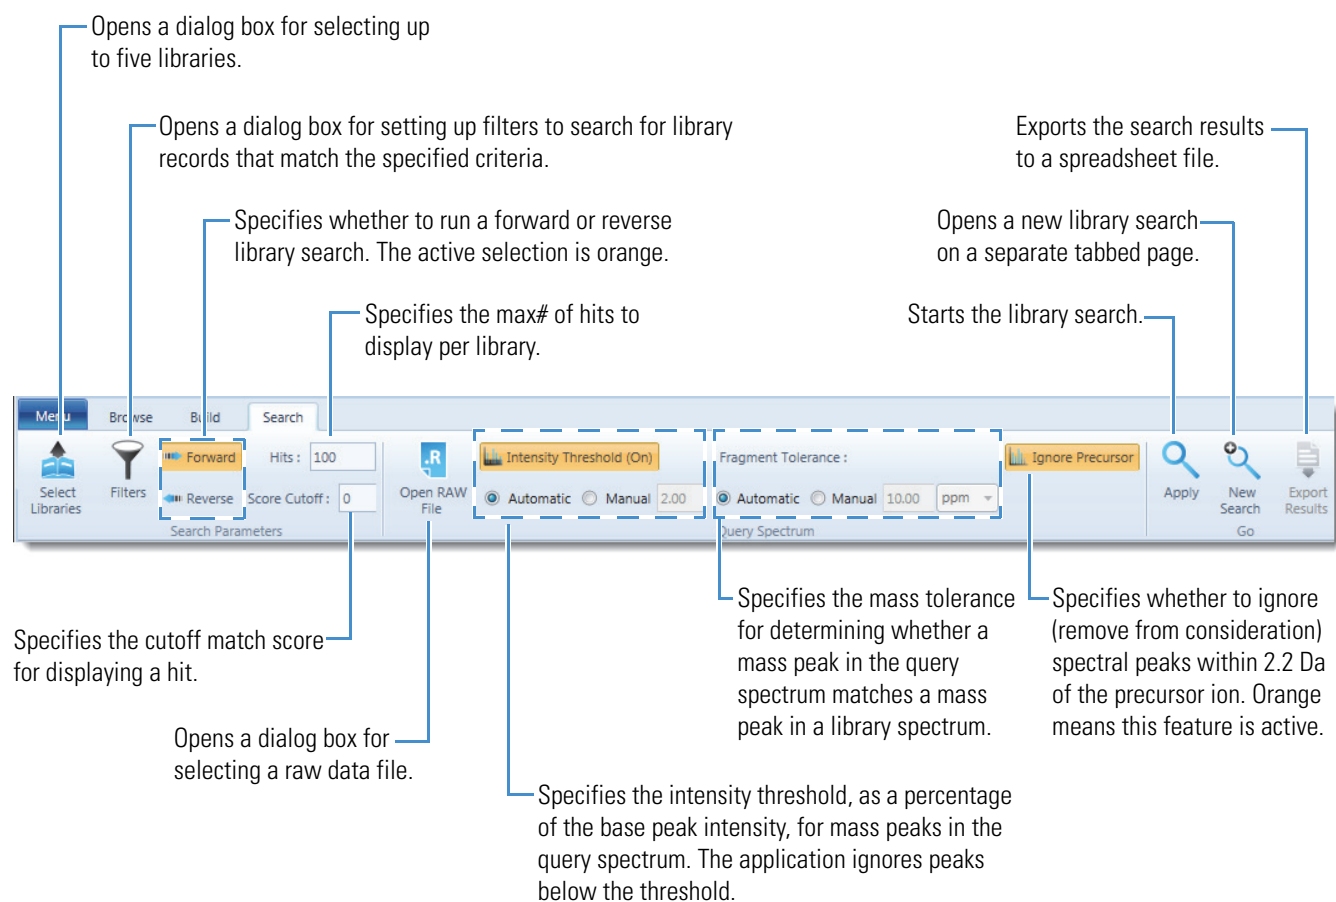 Opens a dialog box for selecting up
to five libraries.
Opens a dialog box for setting up filters to search for library
records that match the specified criteria.
Exports the search results
to a spreadsheet file.
Specifies whether to run a forward or reverse
library search. The active selection is orange.
Opens a new library search
on a separate tabbed page.
Specifies the max# of hits to
display per library.
Starts the library search.
Menu Browse Build Search
Forward Hits : 100 Intensity Threshold (On) Fragment Tolerance : Ignore Precursor
.R
Select
Libraries
Filters
Reverse Score Cutoff : 0
Open RAW
File
Automatic Manual 2.00
Automatic Manual 10.00 ppm
Apply
New
Search
Export
Results
Search Parameters Query Spectrum Go
Specifies the cutoff match score
for displaying a hit.
Opens a dialog box for
selecting a raw data file.
Specifies the mass tolerance
for determining whether a
mass peak in the query
spectrum matches a mass
peak in a library spectrum.
Specifies whether to ignore
(remove from consideration)
spectral peaks within 2.2 Da
of the precursor ion. Orange
means this feature is active.
Specifies the intensity threshold, as a percentage
of the base peak intensity, for mass peaks in the
query spectrum. The application ignores peaks
below the threshold.